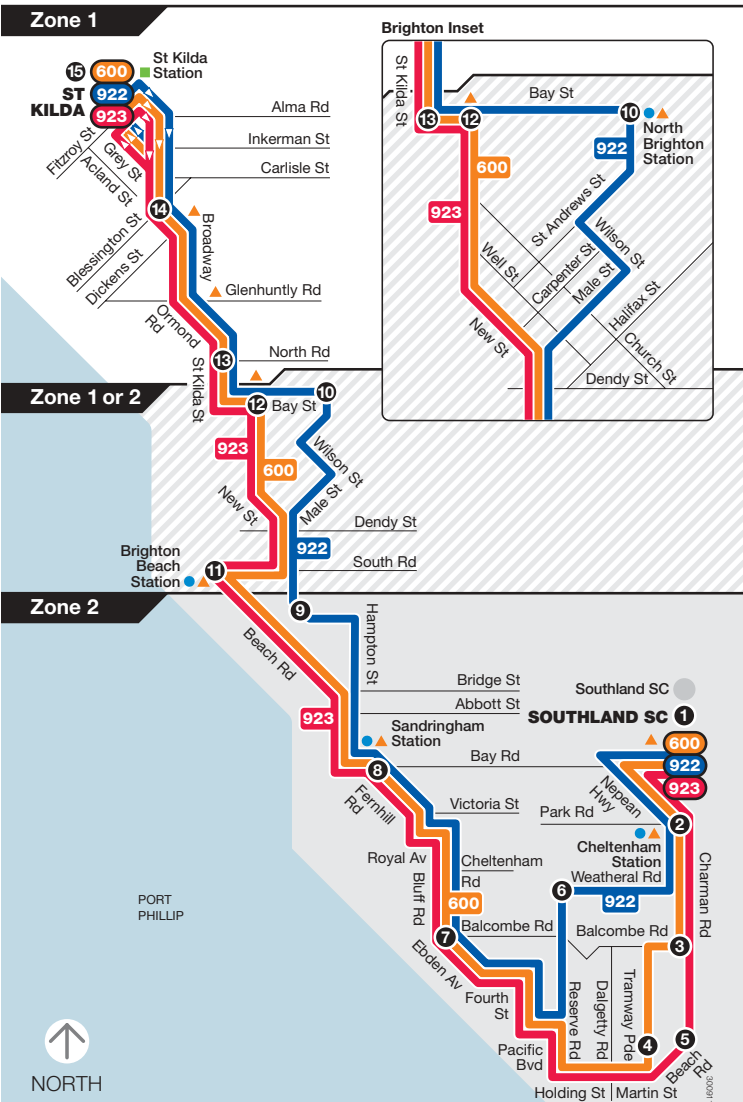 Zone 1
15
600
922
923
ST
KILDA
St Kilda
Station
Fitzroy St
Acland St
Grey St
Alma Rd
Inkerman St
Carlisle St
14
Broadway
Blessington St
Dickens St
Glenhuntly Rd
Ormond
Rd
North Rd
13
St Kilda St
Zone 1 or 2
12
Bay St
10
923
600
Wilson St
New St
Male St
Dendy St
922
South Rd
Brighton
Beach
Station
11
Zone 2
9
Beach Rd
Hampton St
Bridge St
Abbott St
923
Sandringham
Station
8
Bay Rd
Southland SC
SOUTHLAND SC
1
600
922
923
Nepean
Hwy
Park Rd
2
Cheltenham
Station
Weatheral Rd
6
922
Charman Rd
Fernhill
Rd
Victoria St
Royal Av
Cheltenham
Rd
Bluff Rd
600
7
Balcombe Rd
Balcombe Rd
3
Ebden Av
Fourth
St
Reserve Rd
Dalgetty Rd
Tramway Pde
4
5
Pacific
Bvd
Beach
Rd
Holding St
Martin St
PORT
PHILLIP
NORTH
Brighton Inset
St Kilda St
Bay St
13
12
10
North
Brighton
Station
922
600
923
St Andrews St
Wilson St
Well St
Carpenter St
Male St
Halifax St
Church St
New St
Dendy St